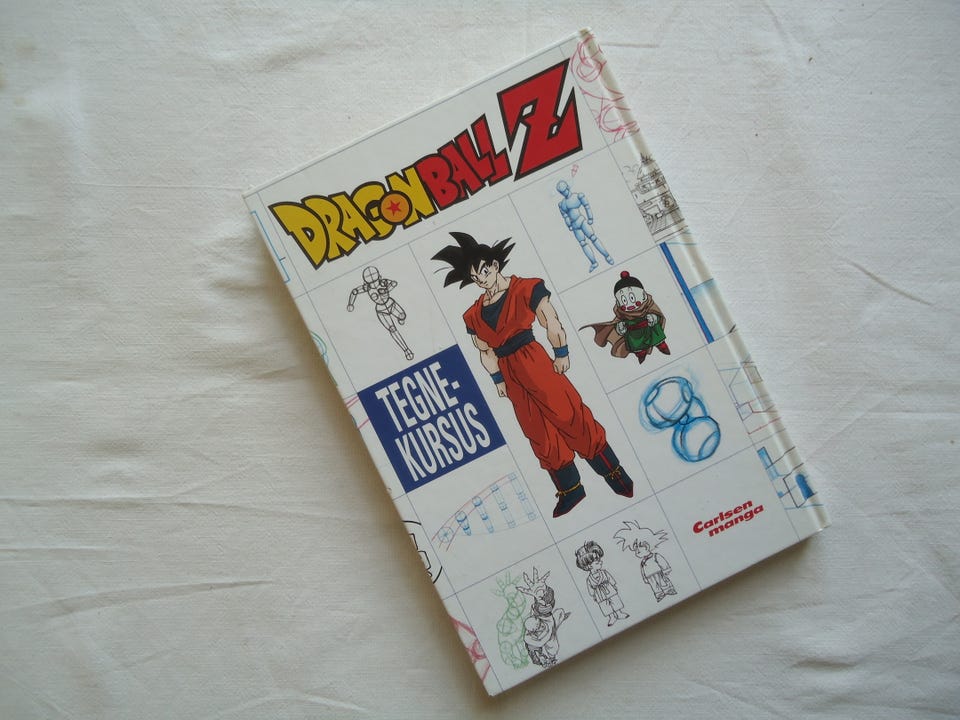 DRAGON BALL Z
TEGNE-
KURSUS
Carlsen
manga